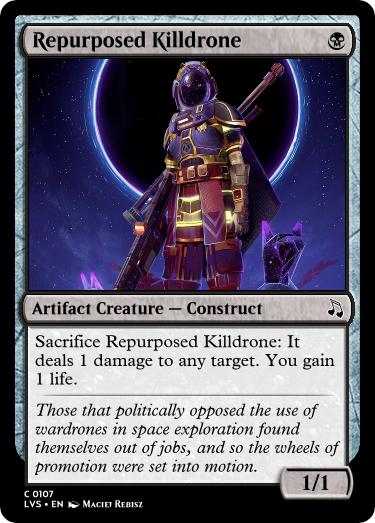 Repurposed Killdrone
Artifact Creature — Construct
Sacrifice Repurposed Killdrone: It
deals 1 damage to any target. You gain
1 life.
Those that politically opposed the use of
wardrones in space exploration found
themselves out of jobs, and so the wheels of
promotion were set into motion.
1/1
C 0107
LVS • EN Maciej Rebisz